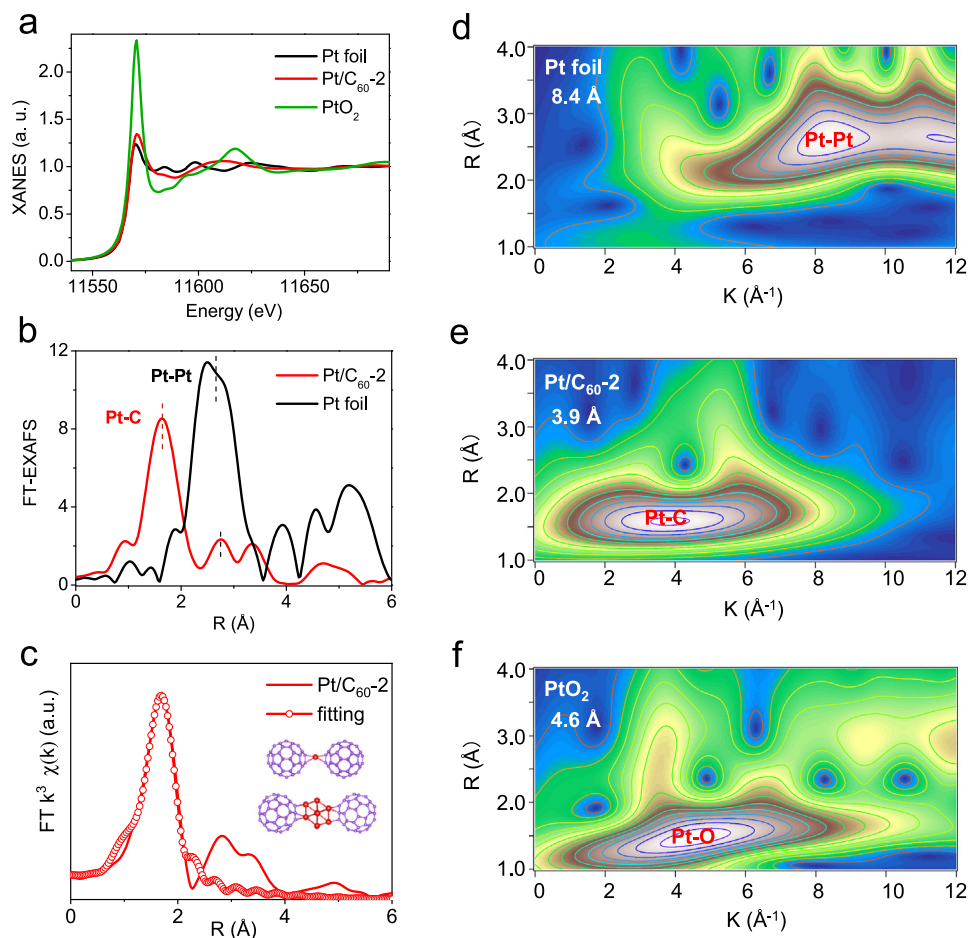 a
XANES (a. u.)
2.0
1.5
1.0
0.5
0.0
Pt foil
Pt/C₆₀-2
PtO₂
11550
11600
11650
Energy (eV)
b
FT-EXAFS
12
8
4
0
Pt-Pt
Pt-C
Pt/C₆₀-2
Pt foil
0
2
4
6
R (Å)
c
FT k³ χ(k) (a.u.)
Pt/C₆₀-2
fitting
0
2
4
6
R (Å)
d
R (Å)
4.0
3.0
2.0
1.0
Pt foil
8.4 Å
Pt-Pt
0
2
4
6
8
10
12
K (Å⁻¹)
e
R (Å)
4.0
3.0
2.0
1.0
Pt/C₆₀-2
3.9 Å
Pt-C
0
2
4
6
8
10
12
K (Å⁻¹)
f
R (Å)
4.0
3.0
2.0
1.0
PtO₂
4.6 Å
Pt-O
0
2
4
6
8
10
12
K (Å⁻¹)